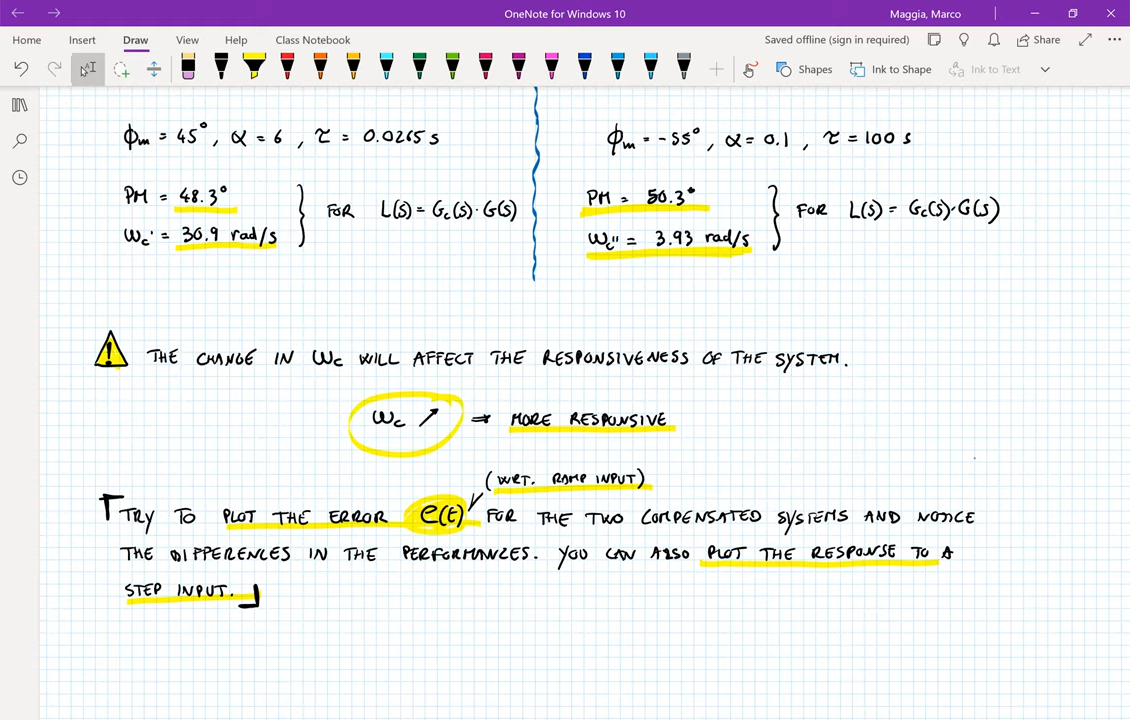 OneNote for Windows 10
Maggia, Marco
Home Insert Draw View Help Class Notebook
Saved offline (sign in required)
Share
Shapes
Ink to Shape
Ink to Text
Φm = 45°, α = 6, τ = 0.0265 s
PM = 48.3°
ωc' = 30.9 rad/s
FOR L(s) = Gc(s)·G(s)
Φm = -55°, α = 0.1, τ = 100 s
PM = 50.3°
ωc'' = 3.93 rad/s
FOR L(s) = Gc(s)·G(s)
! THE CHANGE IN ωc WILL AFFECT THE RESPONSIVENESS OF THE SYSTEM.
ωc ↗ ⇒ MORE RESPONSIVE
(WRT. RAMP INPUT)
TRY TO PLOT THE ERROR e(t) FOR THE TWO COMPENSATED SYSTEMS AND NOTICE
THE DIFFERENCES IN THE PERFORMANCES. YOU CAN ALSO PLOT THE RESPONSE TO A
STEP INPUT.